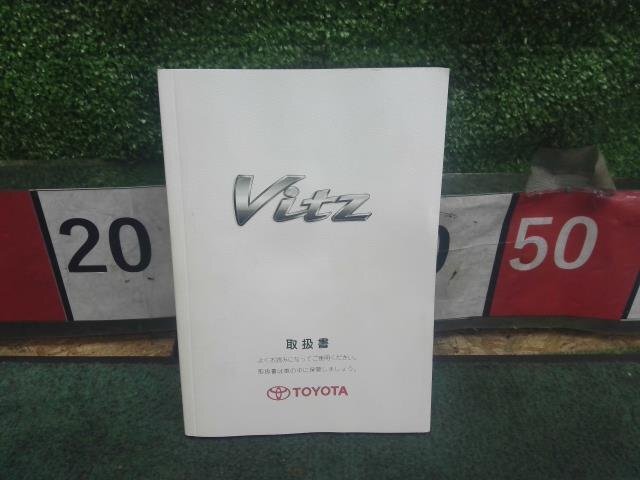 Vitz
20
50
取扱書
よくお読みになってご使用ください。
取扱書は車の中に保管しましょう。
TOYOTA